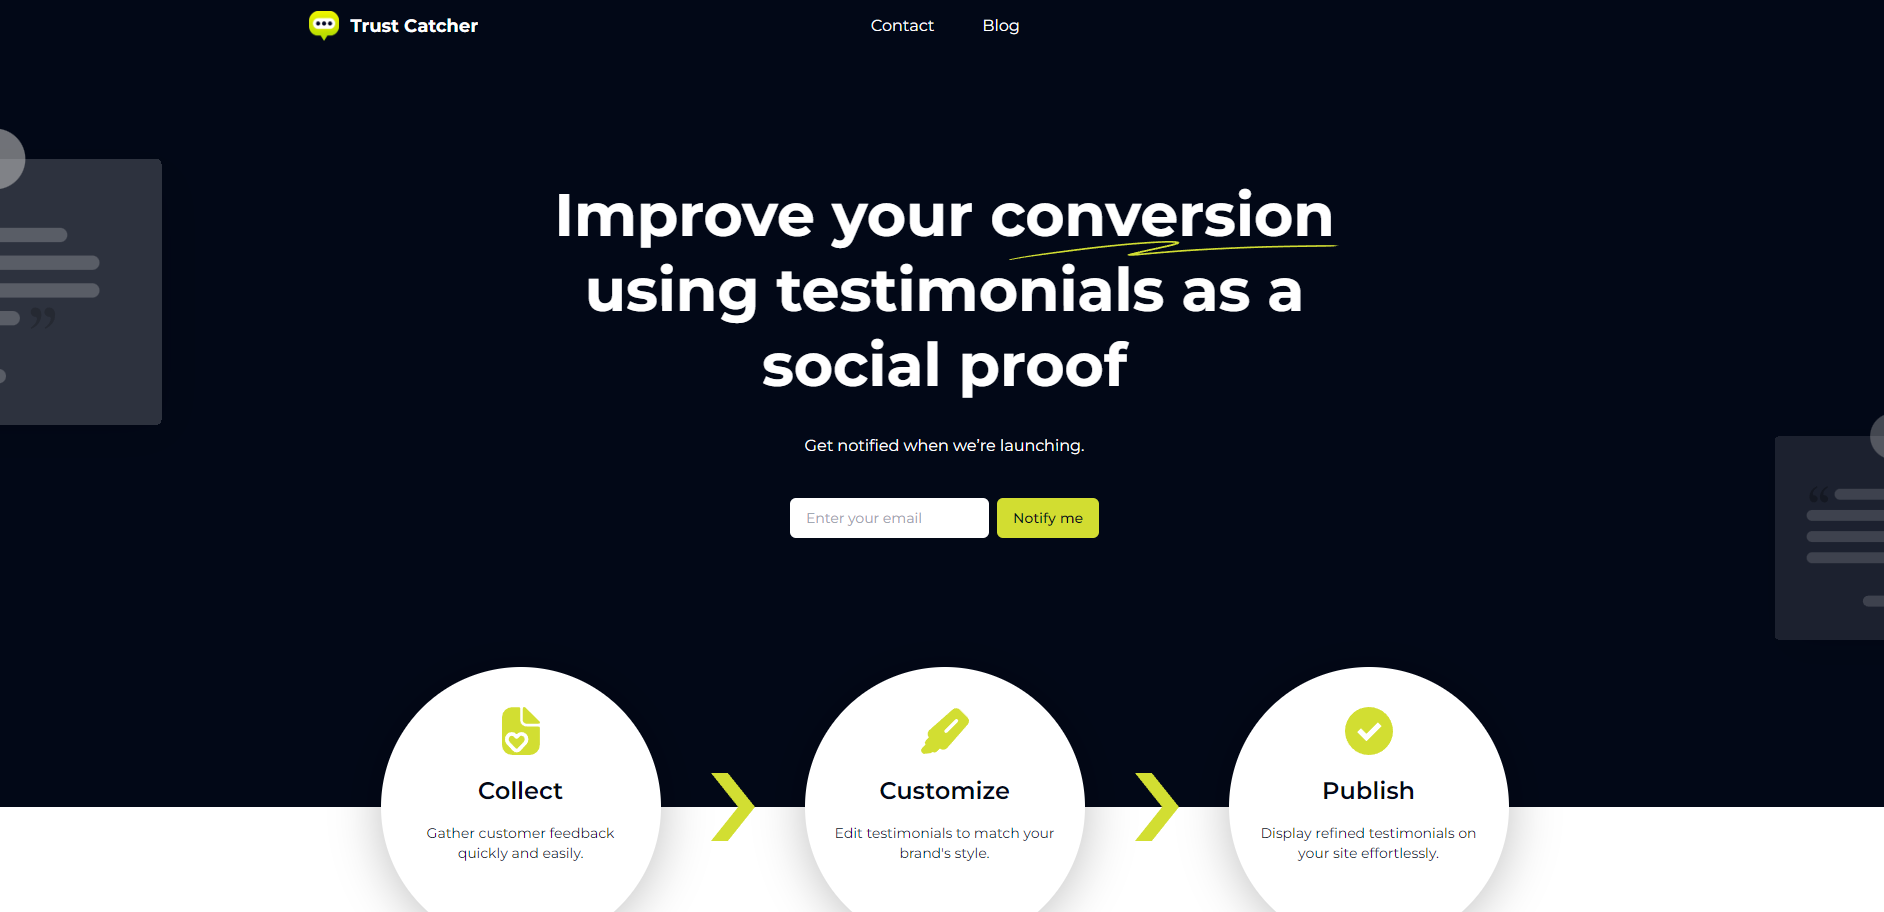 Trust Catcher
Contact
Blog
Improve your conversion
using testimonials as a
social proof
Get notified when we’re launching.
Enter your email
Notify me
Collect
Gather customer feedback
quickly and easily.
Customize
Edit testimonials to match your
brand's style.
Publish
Display refined testimonials on
your site effortlessly.